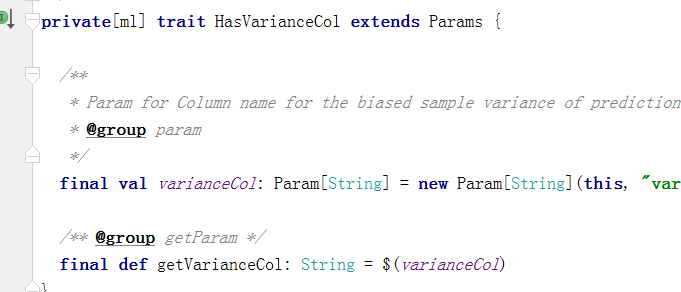 private[ml] trait HasVarianceCol extends Params {
/**
* Param for Column name for the biased sample variance of prediction
* @group param
*/
final val varianceCol: Param[String] = new Param[String](this, "var
/** @group getParam */
final def getVarianceCol: String = $(varianceCol)
}